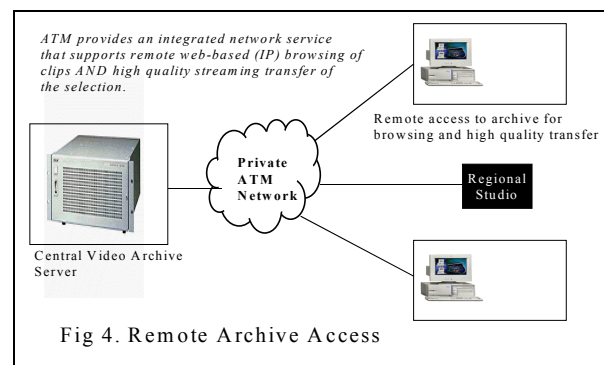 ATM provides an integrated network service
that supports remote web-based (IP) browsing of
clips AND high quality streaming transfer of
the selection.
Remote access to archive for
browsing and high quality transfer
Private
ATM
Network
Regional
Studio
Central Video Archive
Server
Fig 4. Remote Archive Access